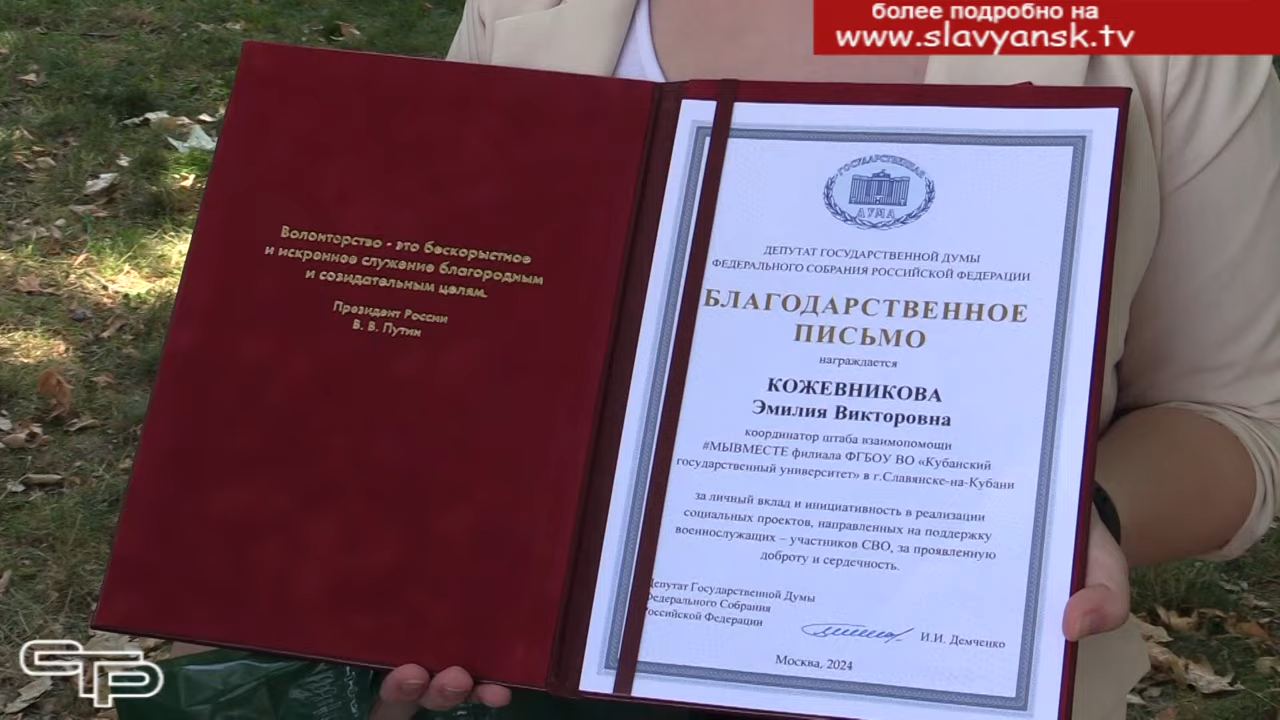 более подробно на
www.slavyansk.tv
Волонторство - это бескорыстное
и искреннее служение благородным
и созидательным целям.
Президент России
В. В. Путин
ГОСУДАРСТВЕННАЯ
ДУМА
ДЕПУТАТ ГОСУДАРСТВЕННОЙ ДУМЫ
ФЕДЕРАЛЬНОГО СОБРАНИЯ РОССИЙСКОЙ ФЕДЕРАЦИИ
БЛАГОДАРСТВЕННОЕ
ПИСЬМО
награждается
КОЖЕВНИКОВА
Эмилия Викторовна
координатор штаба взаимопомощи
#МЫВМЕСТЕ филиала ФГБОУ ВО «Кубанский
государственный университет» в г.Славянске-на-Кубани
за личный вклад и инициативность в реализации
социальных проектов, направленных на поддержку
военнослужащих – участников СВО, за проявленную
доброту и сердечность.
Депутат Государственной Думы
Федерального Собрания
Российской Федерации
И.И. Демченко
Москва, 2024
СТР